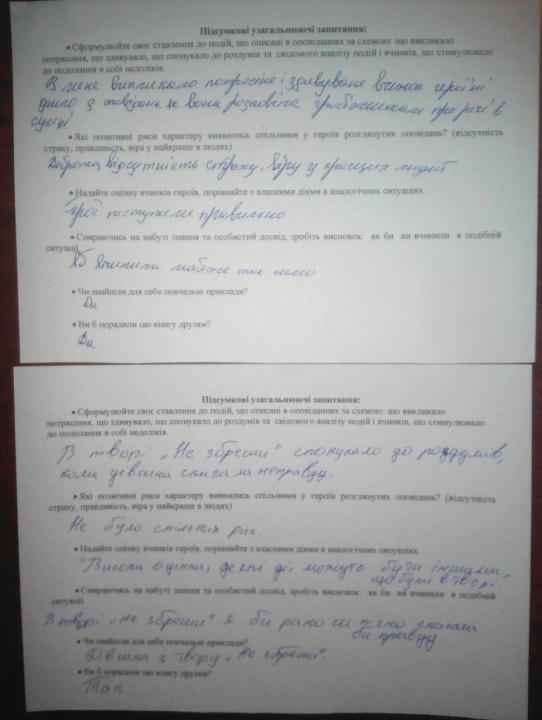 Підсумкові узагальнюючі запитання:
• Сформулюйте своє ставлення до подій, що описані в оповіданнях за схемою: що викликало
потрясіння, що здивувало, що спонукало до роздумів та свідомого аналізу подій і вчинків, що стимулювало
до подолання в собі недоліків.
В мене викликало потрясіння і здивування вчинок героїні
одного з оповідань як вона розповіла про речі в
сумці
• Які позитивні риси характеру виявились спільними у героїв розглянутих оповідань? (відсутність
страху, правдивість, віра у найкраще в людях)
Доброта, відсутність страху. Віру у кращих людей
• Надайте оцінку вчинків героїв, порівняйте з власними діями в аналогічних ситуаціях.
Герої поступили правильно
• Спираючись на набуті знання та особистий досвід, зробіть висновок: як би ви вчинили в подібній
ситуації.
Я б вчинила майже так само
• Чи знайшли для себе повчальні приклади?
Да
• Ви б порадили цю книгу друзям?
Да
Підсумкові узагальнюючі запитання:
• Сформулюйте своє ставлення до подій, що описані в оповіданнях за схемою: що викликало
потрясіння, що здивувало, що спонукало до роздумів та свідомого аналізу подій і вчинків, що стимулювало
до подолання в собі недоліків.
В творі „Не збреши" спонукало до роздумів,
коли дівчина сказала неправду.
• Які позитивні риси характеру виявились спільними у героїв розглянутих оповідань? (відсутність
страху, правдивість, віра у найкраще в людях)
Не було спільних рис.
• Надайте оцінку вчинків героїв, порівняйте з власними діями в аналогічних ситуаціях.
Висока оцінка, деякі дії можуть бути іншими,
що були в творі.
• Спираючись на набуті знання та особистий досвід, зробіть висновок: як би ви вчинили в подібній
ситуації.
В творі „Не збреши" я би рано чи пізно сказала
би правду
• Чи знайшли для себе повчальні приклади?
Дівчина з твору „Не збреши".
• Ви б порадили цю книгу друзям?
Так